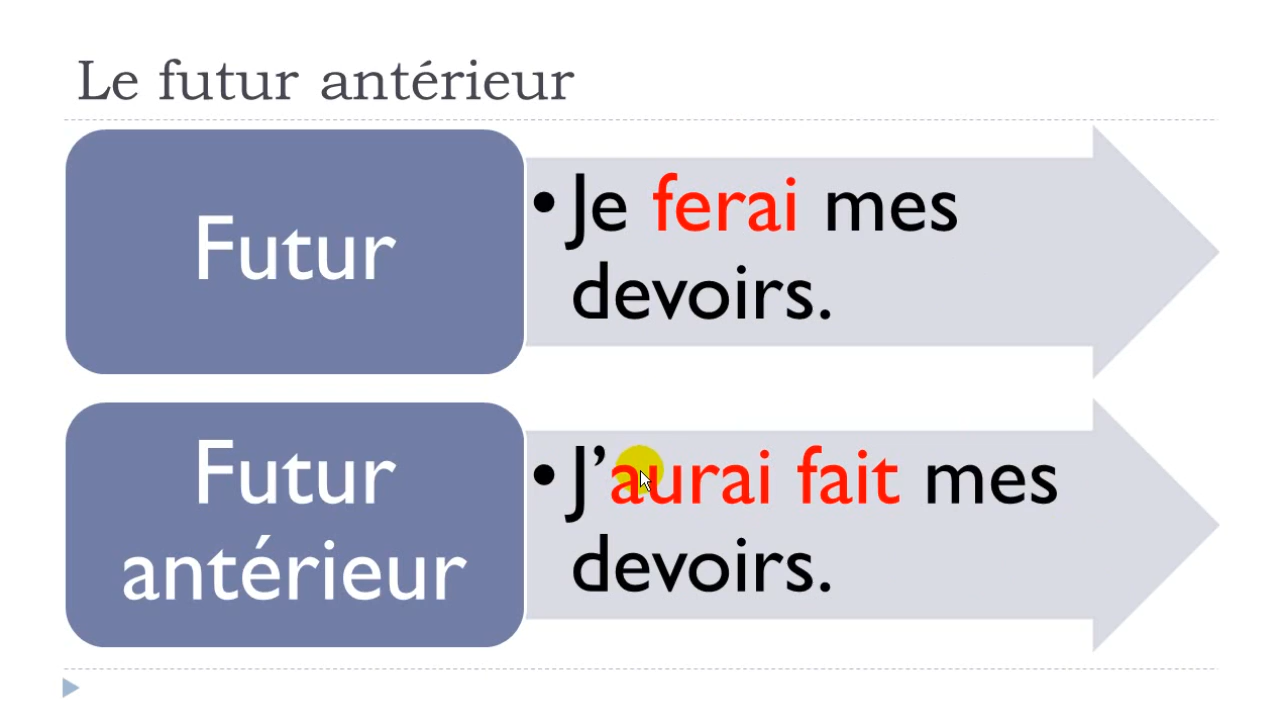 Le futur antérieur
Futur
• Je ferai mes
devoirs.
Futur
antérieur
• J’aurai fait mes
devoirs.